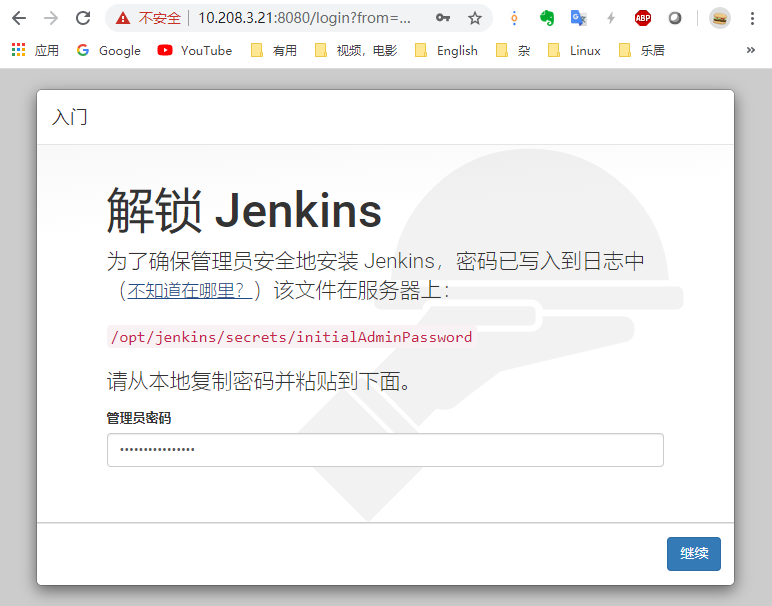 不安全 10.208.3.21:8080/login?from=... ABP
应用 Google YouTube 有用 视频，电影 English 杂 Linux 乐居 »
入门
解锁 Jenkins
为了确保管理员安全地安装 Jenkins，密码已写入到日志中
（不知道在哪里？）该文件在服务器上：
/opt/jenkins/secrets/initialAdminPassword
请从本地复制密码并粘贴到下面。
管理员密码
••••••••••••••••
继续